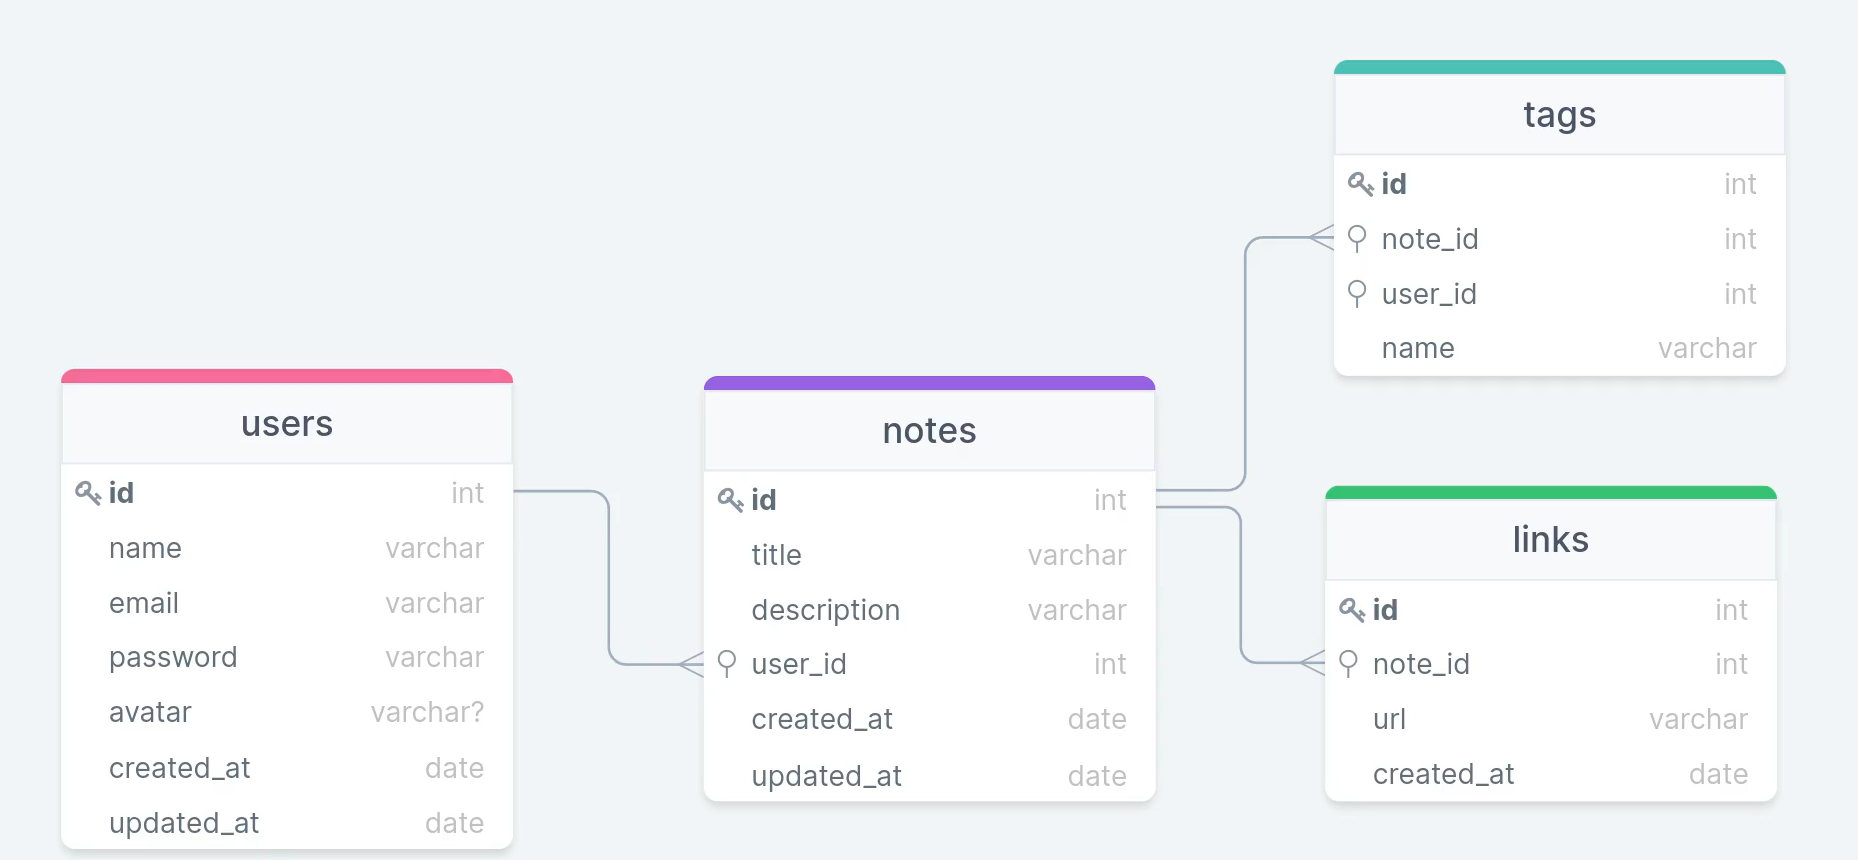 users
id int
name varchar
email varchar
password varchar
avatar varchar?
created_at date
updated_at date
notes
id int
title varchar
description varchar
user_id int
created_at date
updated_at date
tags
id int
note_id int
user_id int
name varchar
links
id int
note_id int
url varchar
created_at date